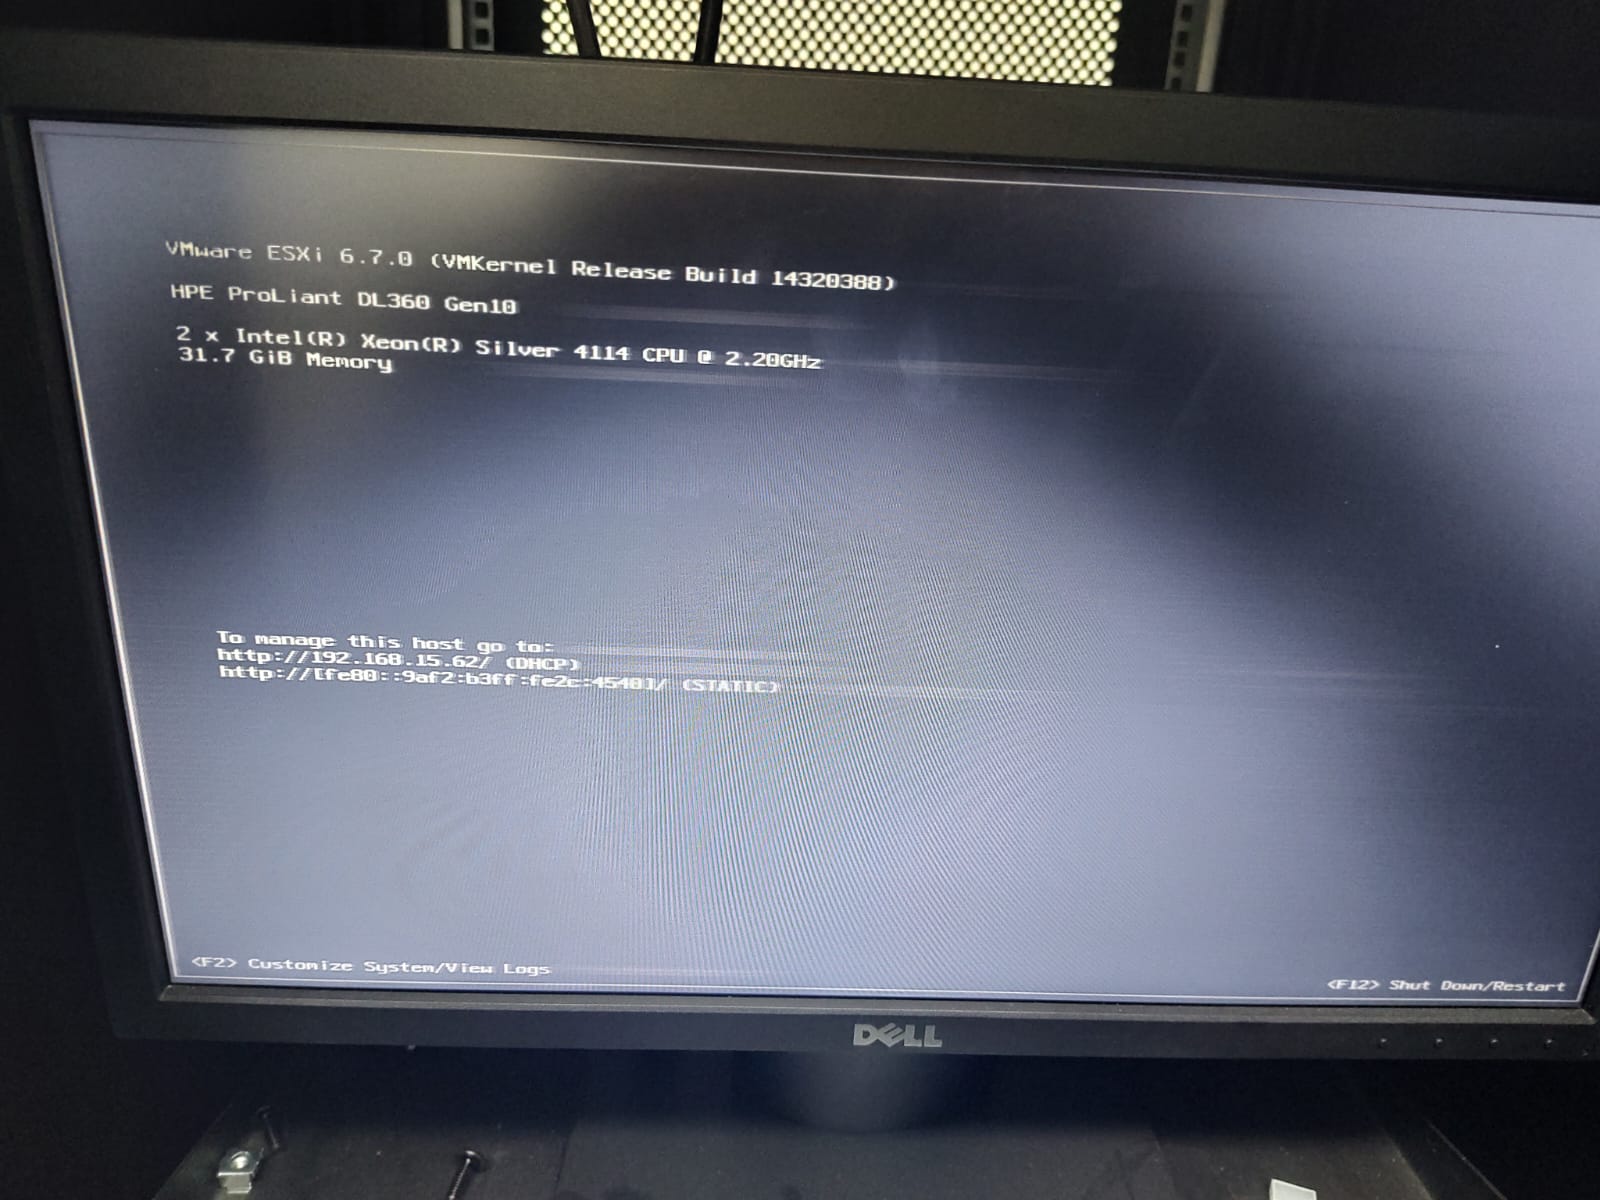 VMware ESXi 6.7.0 (VMKernel Release Build 14320388)
HPE ProLiant DL360 Gen10
2 x Intel(R) Xeon(R) Silver 4114 CPU @ 2.20GHz
31.7 GiB Memory
To manage this host go to:
http://192.168.15.62/ (DHCP)
http://[fe80::9af2:b3ff:fe2c:4540]/ (STATIC)
<F2> Customize System/View Logs
<F12> Shut Down/Restart
DELL